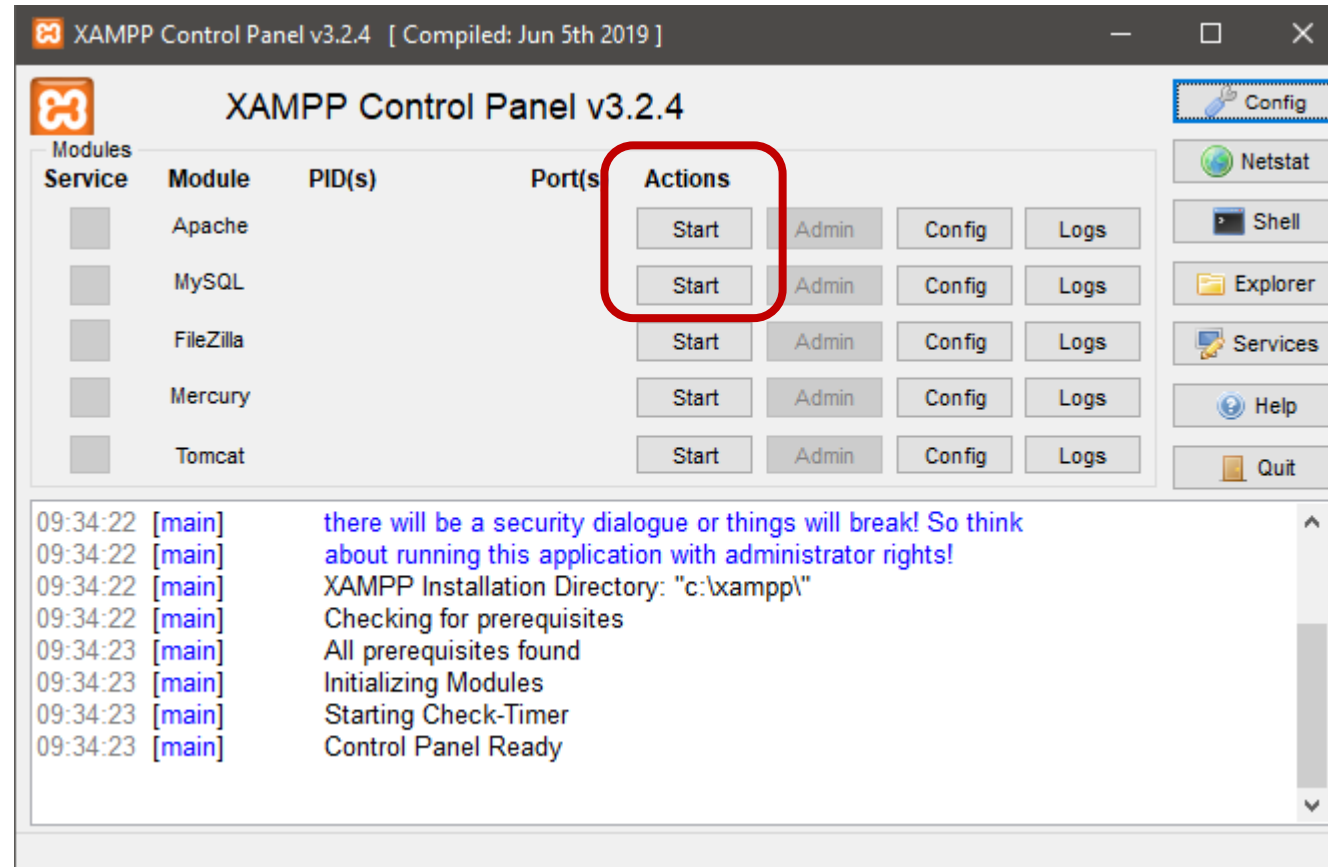 XAMPP Control Panel v3.2.4 [ Compiled: Jun 5th 2019 ]
XAMPP Control Panel v3.2.4
Config
Modules
Netstat
Service Module PID(s) Port(s Actions
Apache Start Admin Config Logs
Shell
MySQL Start Admin Config Logs
Explorer
FileZilla Start Admin Config Logs
Services
Mercury Start Admin Config Logs
Help
Tomcat Start Admin Config Logs
Quit
09:34:22 [main] there will be a security dialogue or things will break! So think
09:34:22 [main] about running this application with administrator rights!
09:34:22 [main] XAMPP Installation Directory: "c:\xampp\"
09:34:22 [main] Checking for prerequisites
09:34:23 [main] All prerequisites found
09:34:23 [main] Initializing Modules
09:34:23 [main] Starting Check-Timer
09:34:23 [main] Control Panel Ready